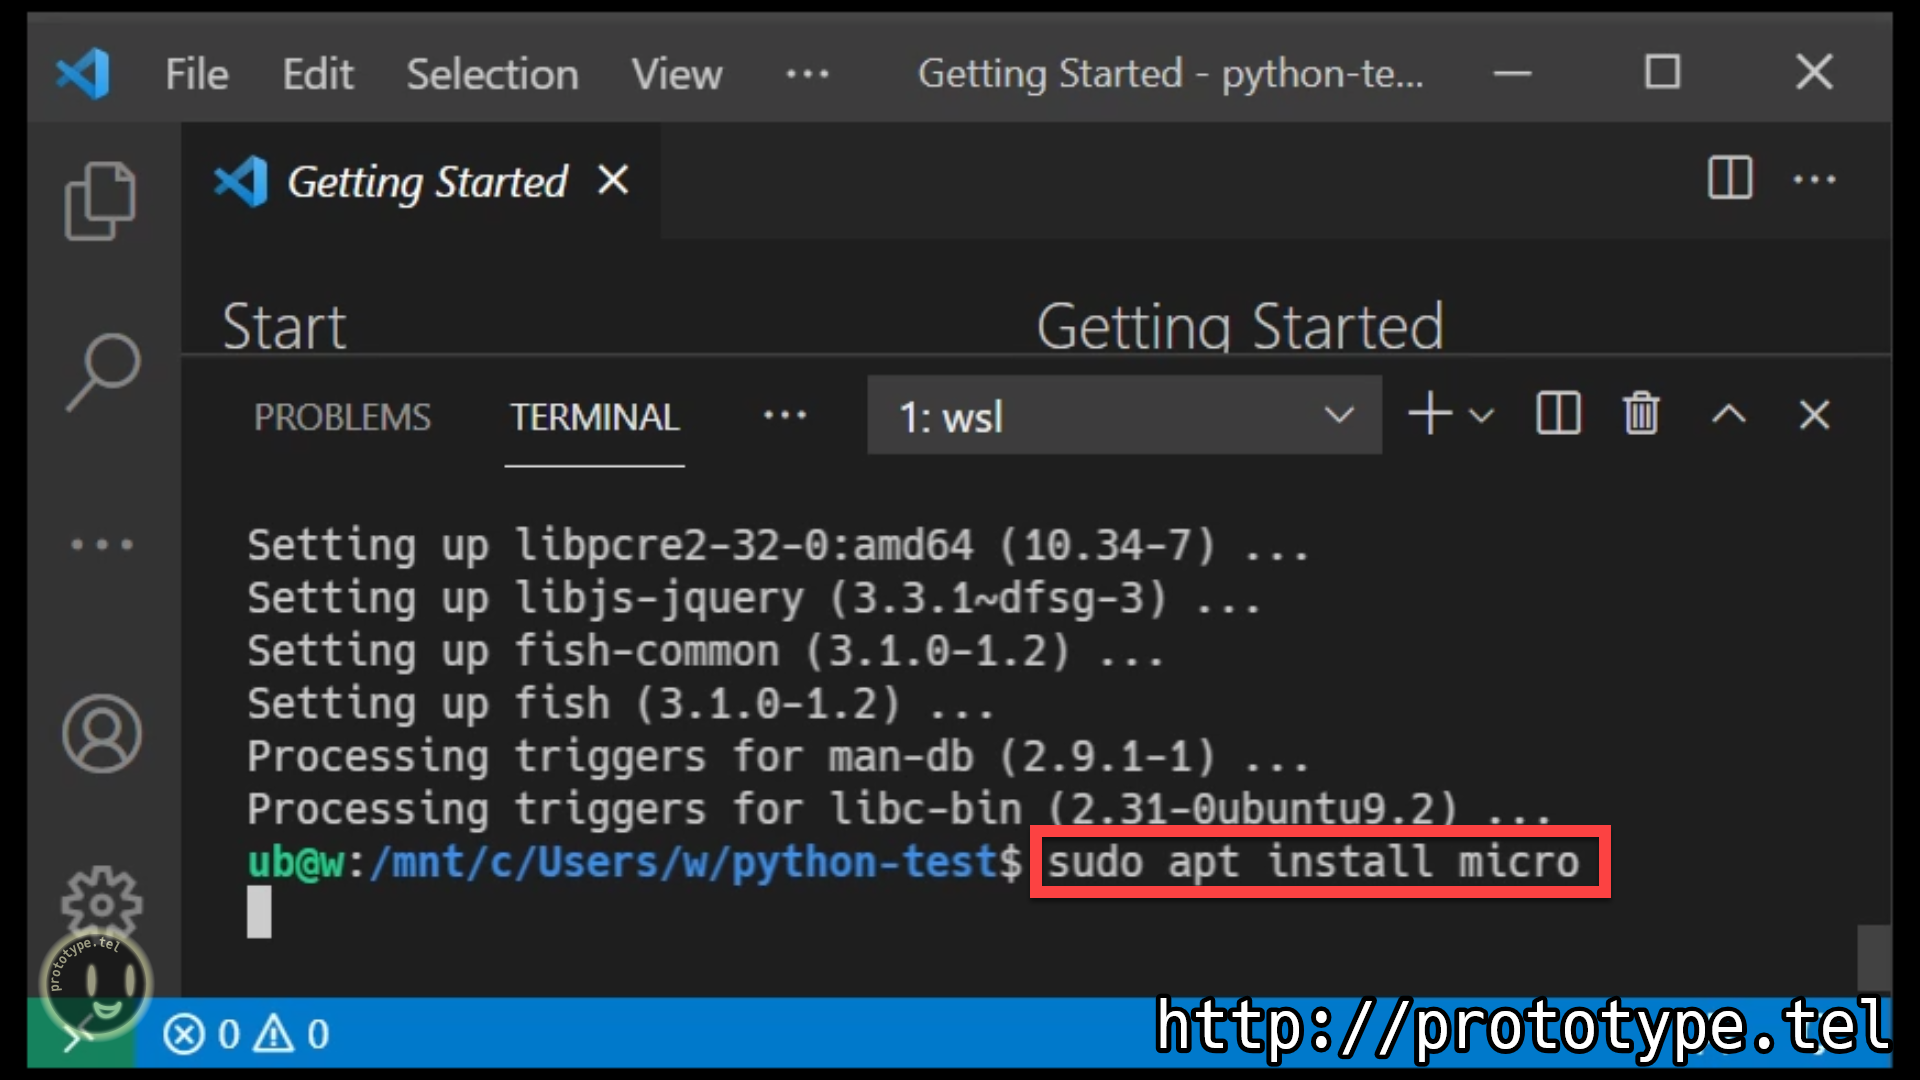 File Edit Selection View ··· Getting Started - python-te...
Getting Started
Start Getting Started
PROBLEMS TERMINAL ··· 1: wsl
Setting up libpcre2-32-0:amd64 (10.34-7) ...
Setting up libjs-jquery (3.3.1~dfsg-3) ...
Setting up fish-common (3.1.0-1.2) ...
Setting up fish (3.1.0-1.2) ...
Processing triggers for man-db (2.9.1-1) ...
Processing triggers for libc-bin (2.31-0ubuntu9.2) ...
ub@w:/mnt/c/Users/w/python-test$ sudo apt install micro
prototype.tel
0 0
http://prototype.tel